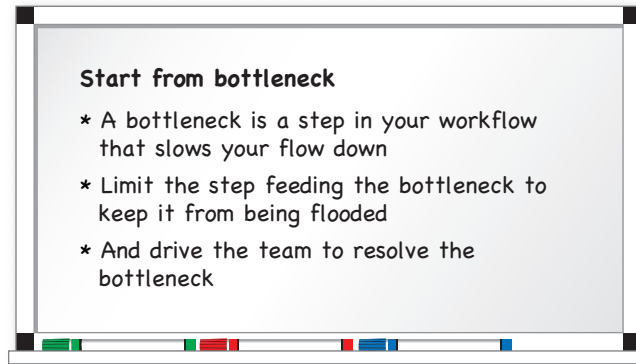 Start from bottleneck
* A bottleneck is a step in your workflow
that slows your flow down
* Limit the step feeding the bottleneck to
keep it from being flooded
* And drive the team to resolve the
bottleneck